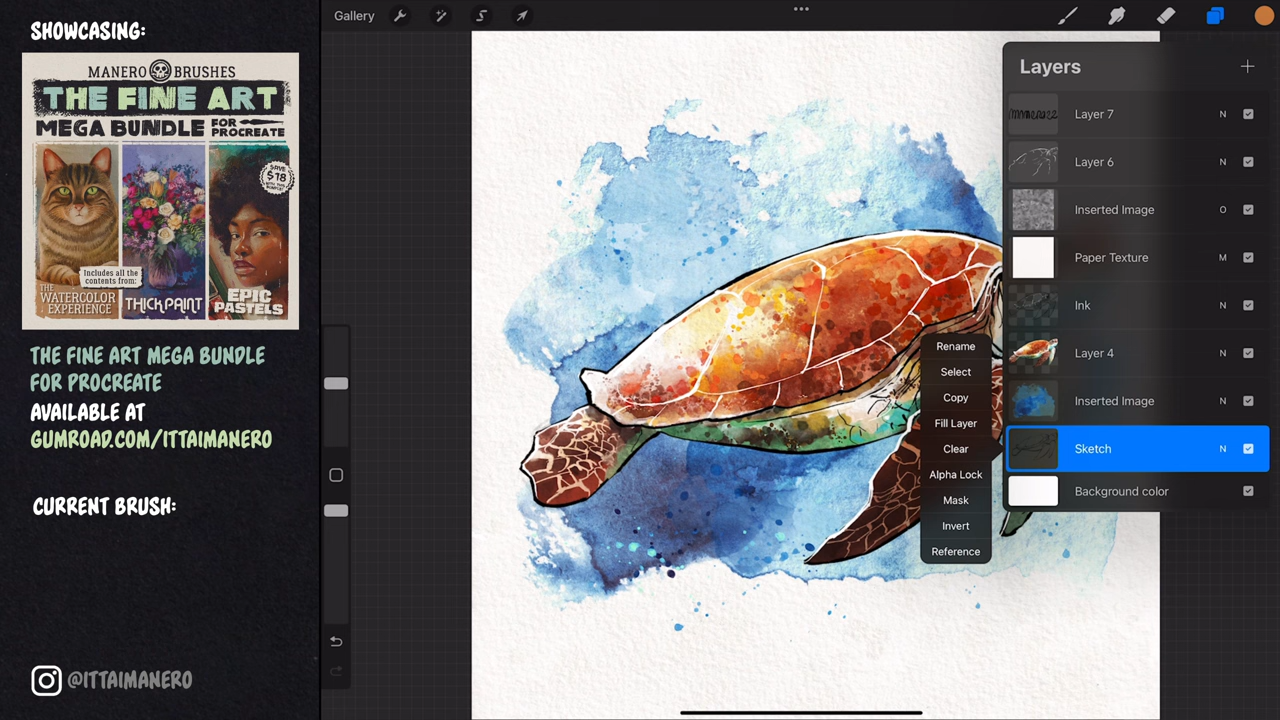 SHOWCASING:
MANERO BRUSHES
THE FINE ART
MEGA BUNDLE FOR PROCREATE
SAVE
$78
Includes all the
contents from:
THE
WATERCOLOR
EXPERIENCE
THICKPAINT
EPIC
PASTELS
THE FINE ART MEGA BUNDLE
FOR PROCREATE
AVAILABLE AT
GUMROAD.COM/ITTAIMANERO
CURRENT BRUSH:
@ITTAIMANERO
Gallery
Rename
Select
Copy
Fill Layer
Clear
Alpha Lock
Mask
Invert
Reference
Layers
Layer 7 N
Layer 6 N
Inserted Image O
Paper Texture M
Ink N
Layer 4 N
Inserted Image N
Sketch N
Background color